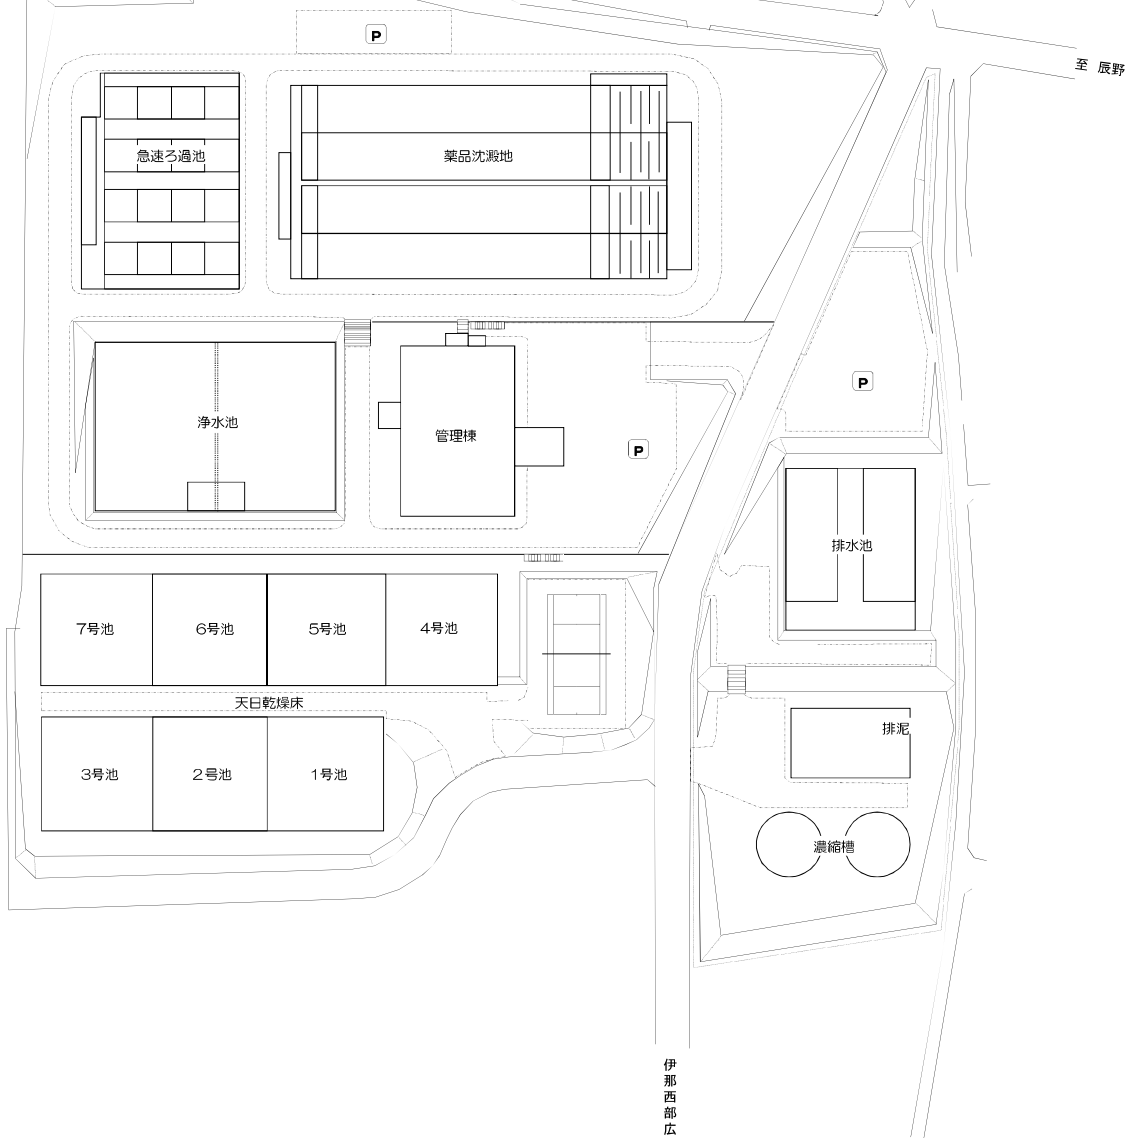 P
至 辰野
急速ろ過池
薬品沈澱地
P
浄水池
管理棟
P
排水池
7号池
6号池
5号池
4号池
天日乾燥床
排泥
3号池
2号池
1号池
濃縮槽
伊那西部広